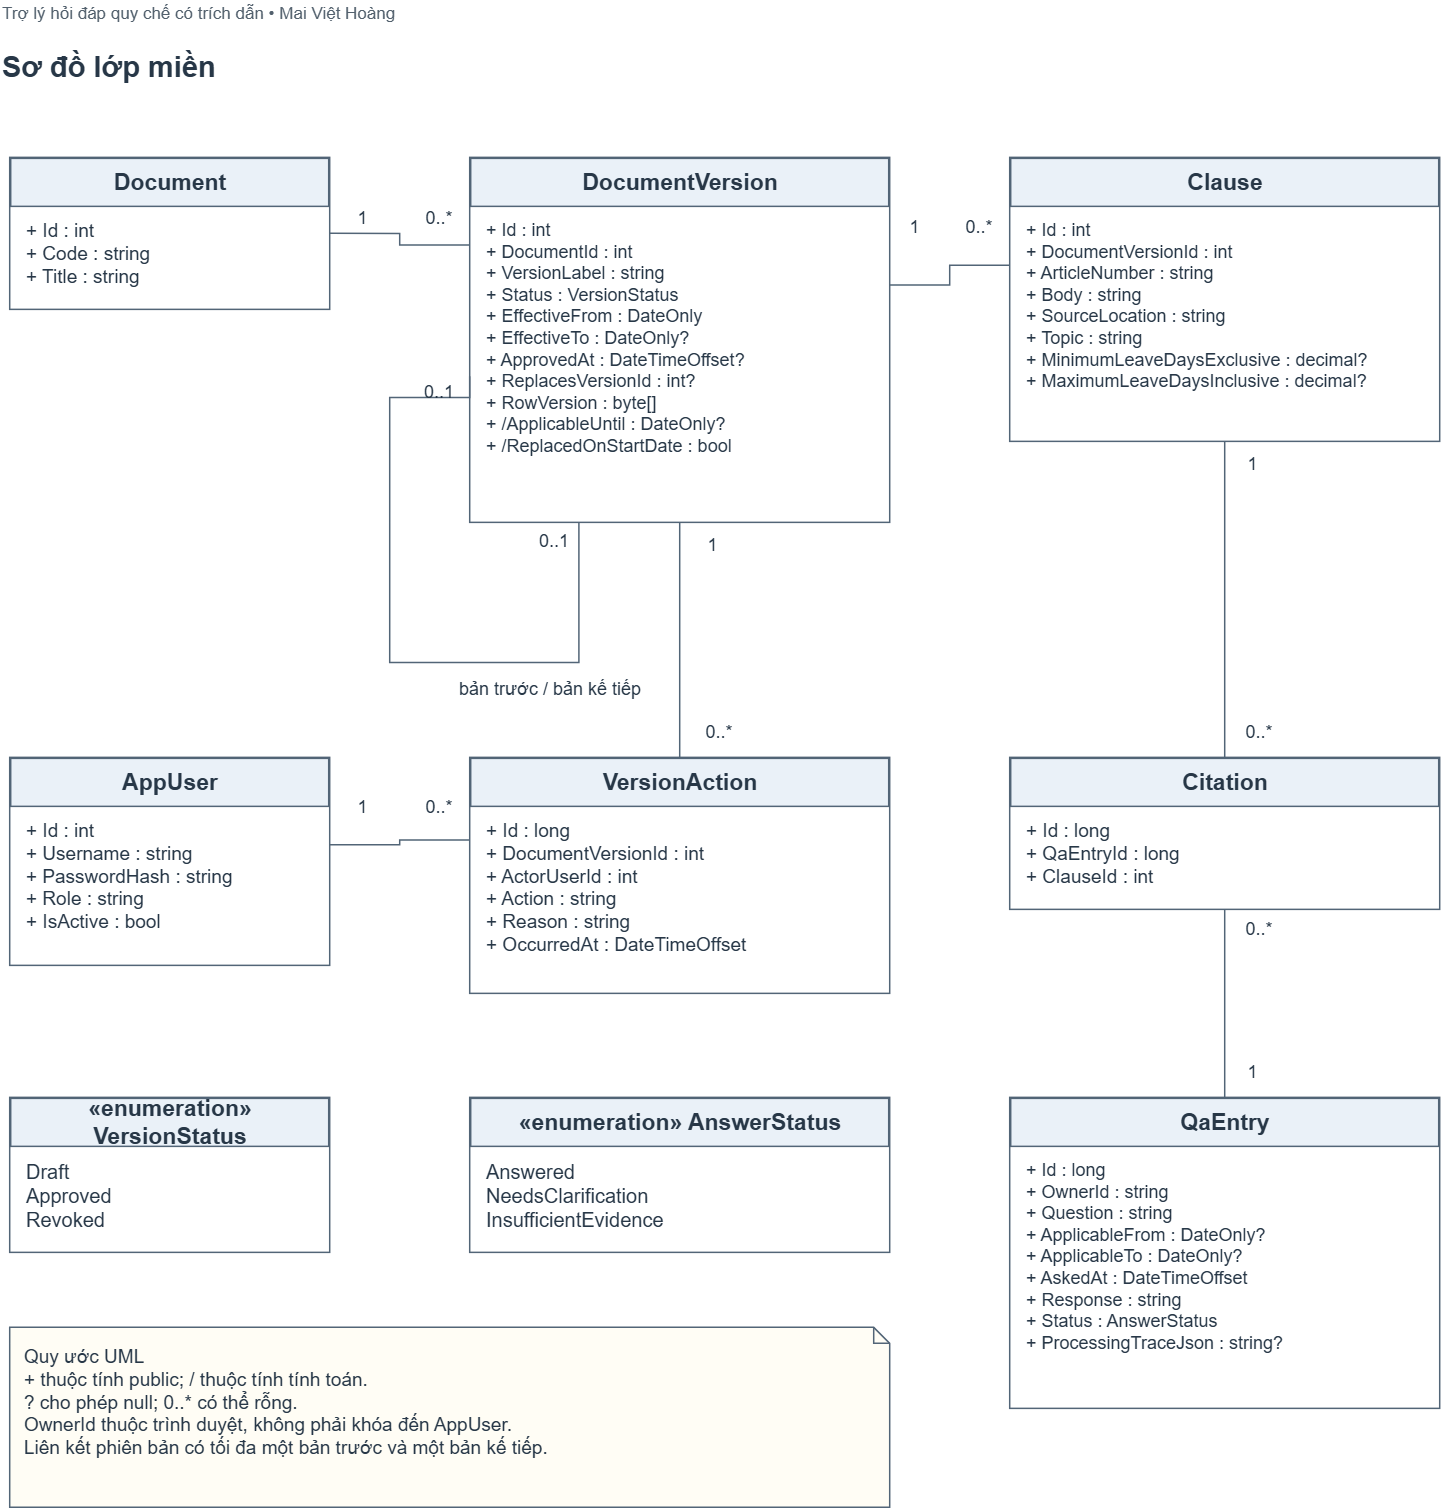 Trợ lý hỏi đáp quy chế có trích dẫn • Mai Việt Hoàng
Sơ đồ lớp miền
Document
+ Id : int
+ Code : string
+ Title : string
1
0..*
DocumentVersion
+ Id : int
+ DocumentId : int
+ VersionLabel : string
+ Status : VersionStatus
+ EffectiveFrom : DateOnly
+ EffectiveTo : DateOnly?
+ ApprovedAt : DateTimeOffset?
+ ReplacesVersionId : int?
+ RowVersion : byte[]
+ /ApplicableUntil : DateOnly?
+ /ReplacedOnStartDate : bool
1
0..*
Clause
+ Id : int
+ DocumentVersionId : int
+ ArticleNumber : string
+ Body : string
+ SourceLocation : string
+ Topic : string
+ MinimumLeaveDaysExclusive : decimal?
+ MaximumLeaveDaysInclusive : decimal?
0..1
0..1
1
1
bản trước / bản kế tiếp
0..*
0..*
AppUser
+ Id : int
+ Username : string
+ PasswordHash : string
+ Role : string
+ IsActive : bool
1
0..*
VersionAction
+ Id : long
+ DocumentVersionId : int
+ ActorUserId : int
+ Action : string
+ Reason : string
+ OccurredAt : DateTimeOffset
Citation
+ Id : long
+ QaEntryId : long
+ ClauseId : int
0..*
1
«enumeration»
VersionStatus
Draft
Approved
Revoked
«enumeration» AnswerStatus
Answered
NeedsClarification
InsufficientEvidence
QaEntry
+ Id : long
+ OwnerId : string
+ Question : string
+ ApplicableFrom : DateOnly?
+ ApplicableTo : DateOnly?
+ AskedAt : DateTimeOffset
+ Response : string
+ Status : AnswerStatus
+ ProcessingTraceJson : string?
Quy ước UML
+ thuộc tính public; / thuộc tính tính toán.
? cho phép null; 0..* có thể rỗng.
OwnerId thuộc trình duyệt, không phải khóa đến AppUser.
Liên kết phiên bản có tối đa một bản trước và một bản kế tiếp.